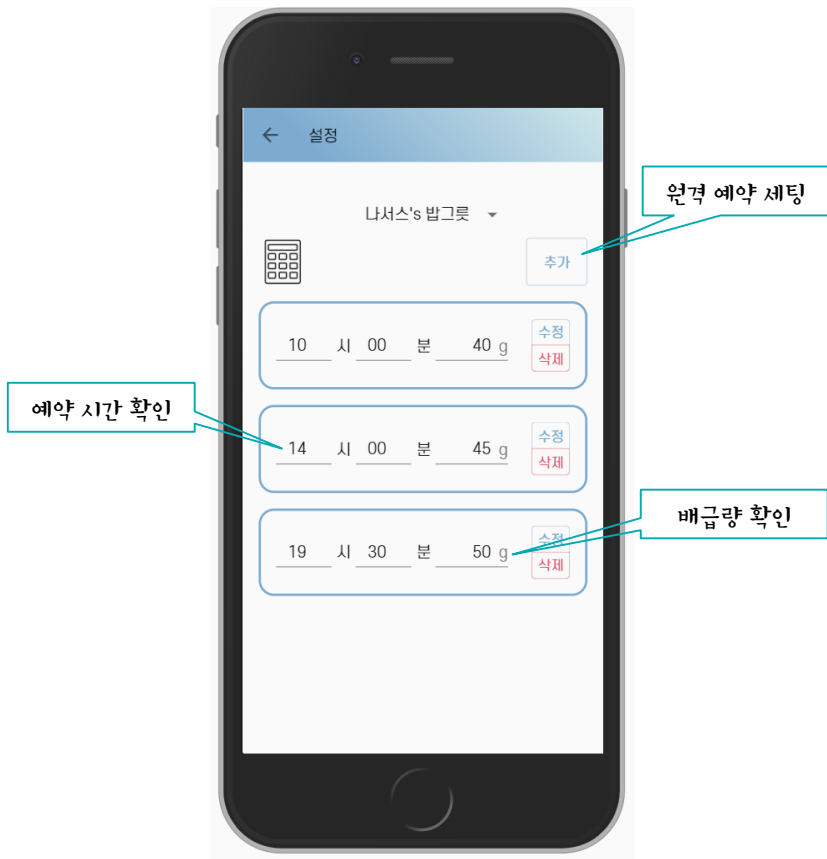 설정
원격 예약 세팅
나서스's 밥그릇
추가
10 시 00 분 40 g
수정
삭제
예약 시간 확인
14 시 00 분 45 g
수정
삭제
배급량 확인
19 시 30 분 50 g
수정
삭제